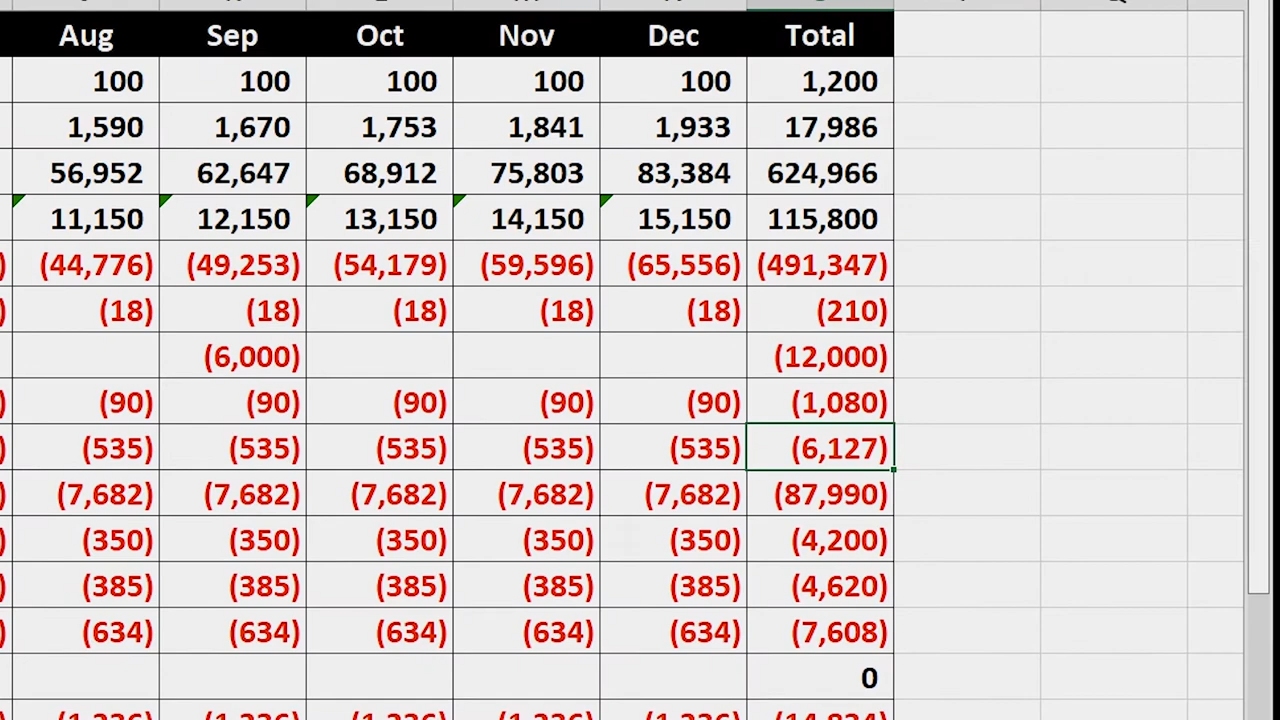 Aug Sep Oct Nov Dec Total
100 100 100 100 100 1,200
1,590 1,670 1,753 1,841 1,933 17,986
56,952 62,647 68,912 75,803 83,384 624,966
11,150 12,150 13,150 14,150 15,150 115,800
) (44,776) (49,253) (54,179) (59,596) (65,556) (491,347)
) (18) (18) (18) (18) (18) (210)
(6,000) (12,000)
) (90) (90) (90) (90) (90) (1,080)
) (535) (535) (535) (535) (535) (6,127)
) (7,682) (7,682) (7,682) (7,682) (7,682) (87,990)
) (350) (350) (350) (350) (350) (4,200)
) (385) (385) (385) (385) (385) (4,620)
) (634) (634) (634) (634) (634) (7,608)
0